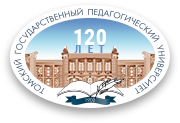 ТОМСКИЙ ГОСУДАРСТВЕННЫЙ ПЕДАГОГИЧЕСКИЙ УНИВЕРСИТЕТ
120
ЛЕТ